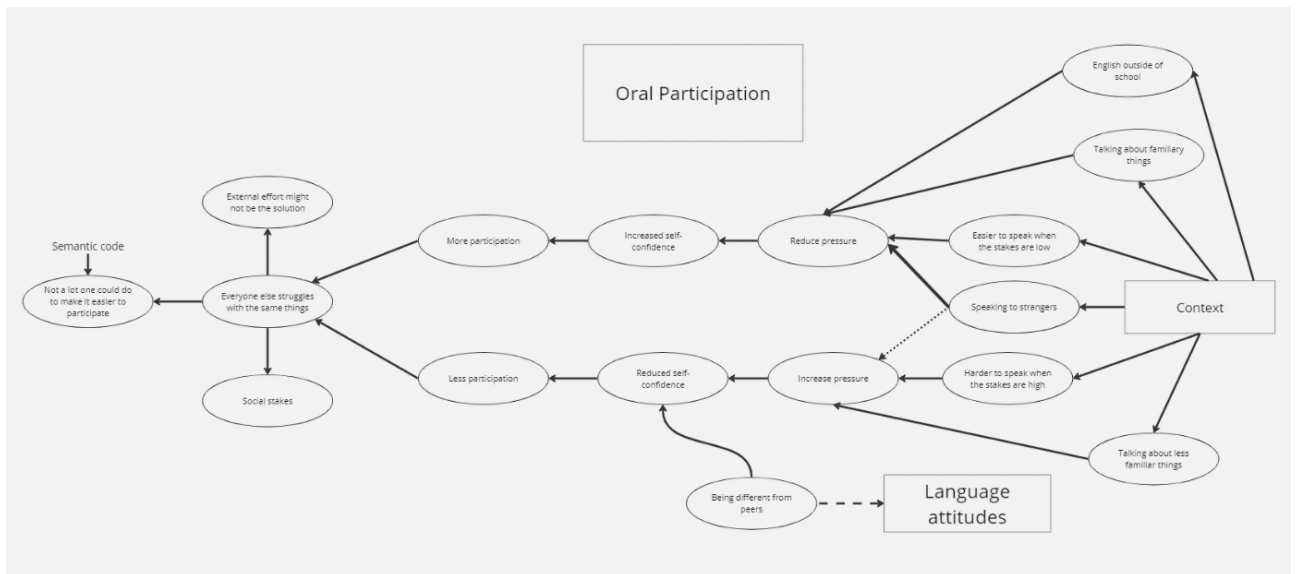 Oral Participation
English outside of
school
Talking about familiary
things
External effort might
not be the solution
Semantic code
Not a lot one could do
to make it easier to
participate
Everyone else struggles
with the same things
More participation
Increased self-
confidence
Reduce pressure
Easier to speak when
the stakes are low
Speaking to strangers
Context
Social stakes
Less participation
Reduced self-
confidence
Increase pressure
Harder to speak when
the stakes are high
Talking about less
familiar things
Being different from
peers
Language
attitudes